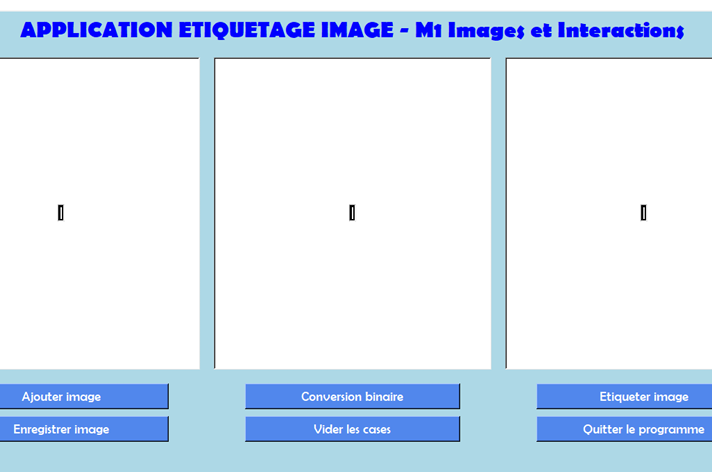 APPLICATION ETIQUETAGE IMAGE - M1 Images et Interactions
Ajouter image
Conversion binaire
Etiqueter image
Enregistrer image
Vider les cases
Quitter le programme